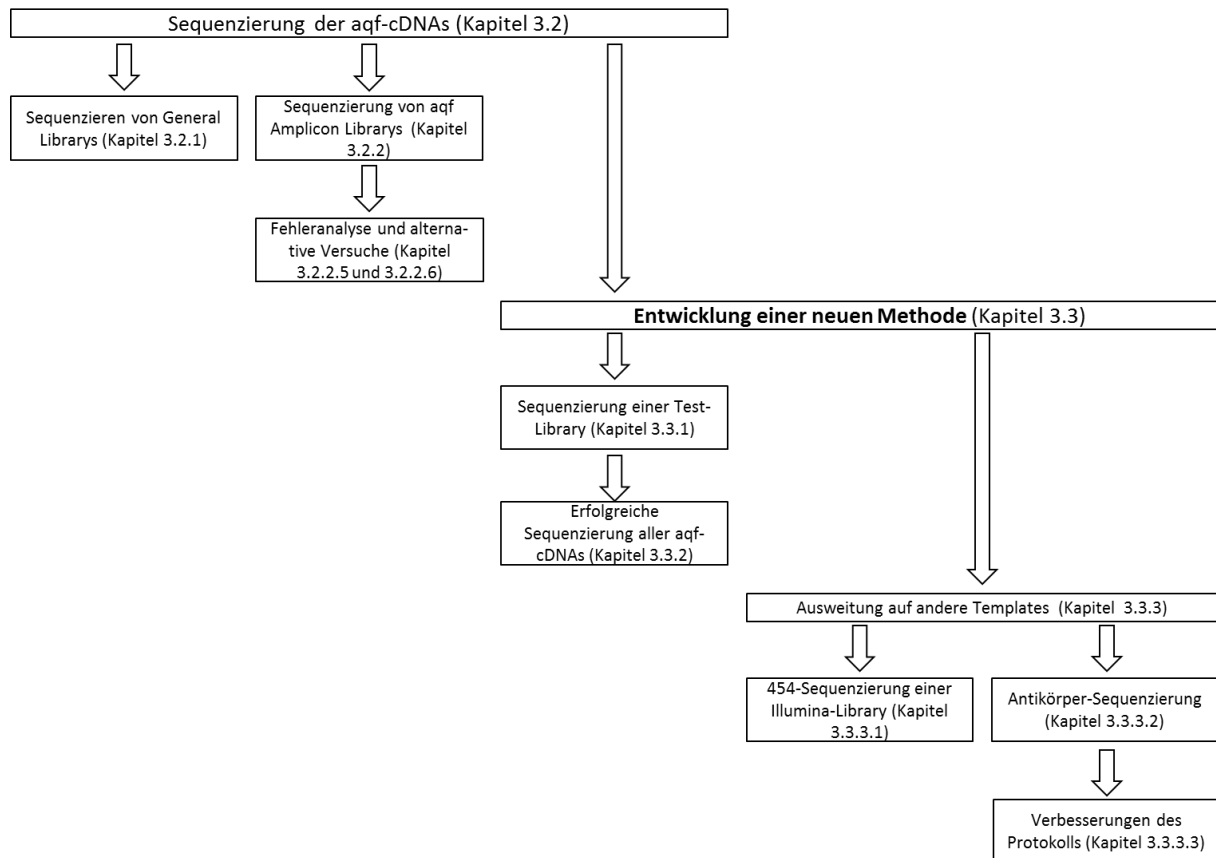 Sequenzierung der aqf-cDNAs (Kapitel 3.2)
Sequenzieren von General
Librarys (Kapitel 3.2.1)
Sequenzierung von aqf
Amplicon Librarys (Kapitel
3.2.2)
Fehleranalyse und alterna-
tive Versuche (Kapitel
3.2.2.5 und 3.2.2.6)
Entwicklung einer neuen Methode (Kapitel 3.3)
Sequenzierung einer Test-
Library (Kapitel 3.3.1)
Erfolgreiche
Sequenzierung aller aqf-
cDNAs (Kapitel 3.3.2)
Ausweitung auf andere Templates (Kapitel 3.3.3)
454-Sequenzierung einer
Illumina-Library (Kapitel
3.3.3.1)
Antikörper-Sequenzierung
(Kapitel 3.3.3.2)
Verbesserungen des
Protokolls (Kapitel 3.3.3.3)